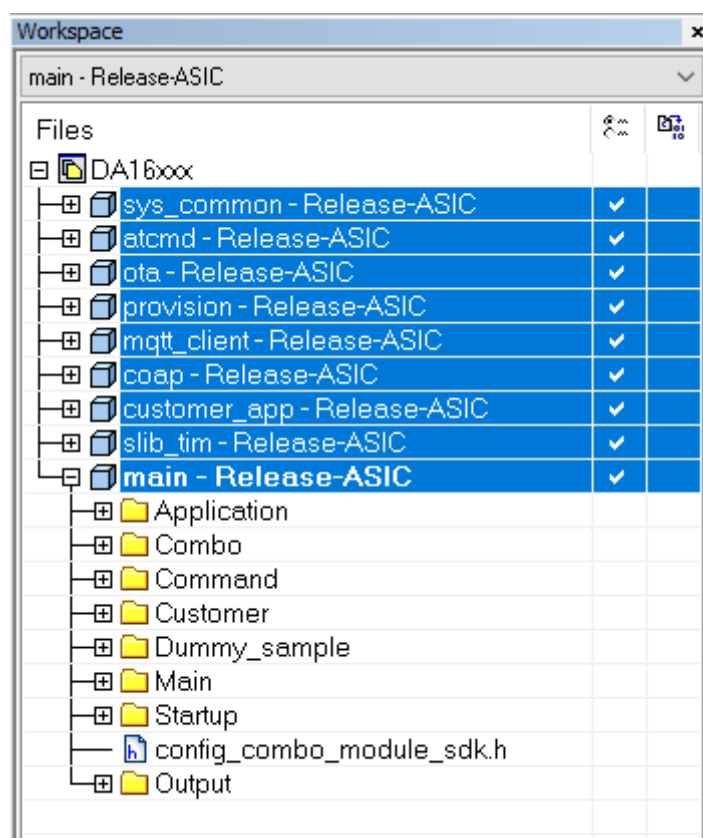 Workspace
main - Release-ASIC
Files
DA16xxx
sys_common - Release-ASIC
atcmd - Release-ASIC
ota - Release-ASIC
provision - Release-ASIC
mqtt_client - Release-ASIC
coap - Release-ASIC
customer_app - Release-ASIC
slib_tim - Release-ASIC
main - Release-ASIC
Application
Combo
Command
Customer
Dummy_sample
Main
Startup
config_combo_module_sdk.h
Output